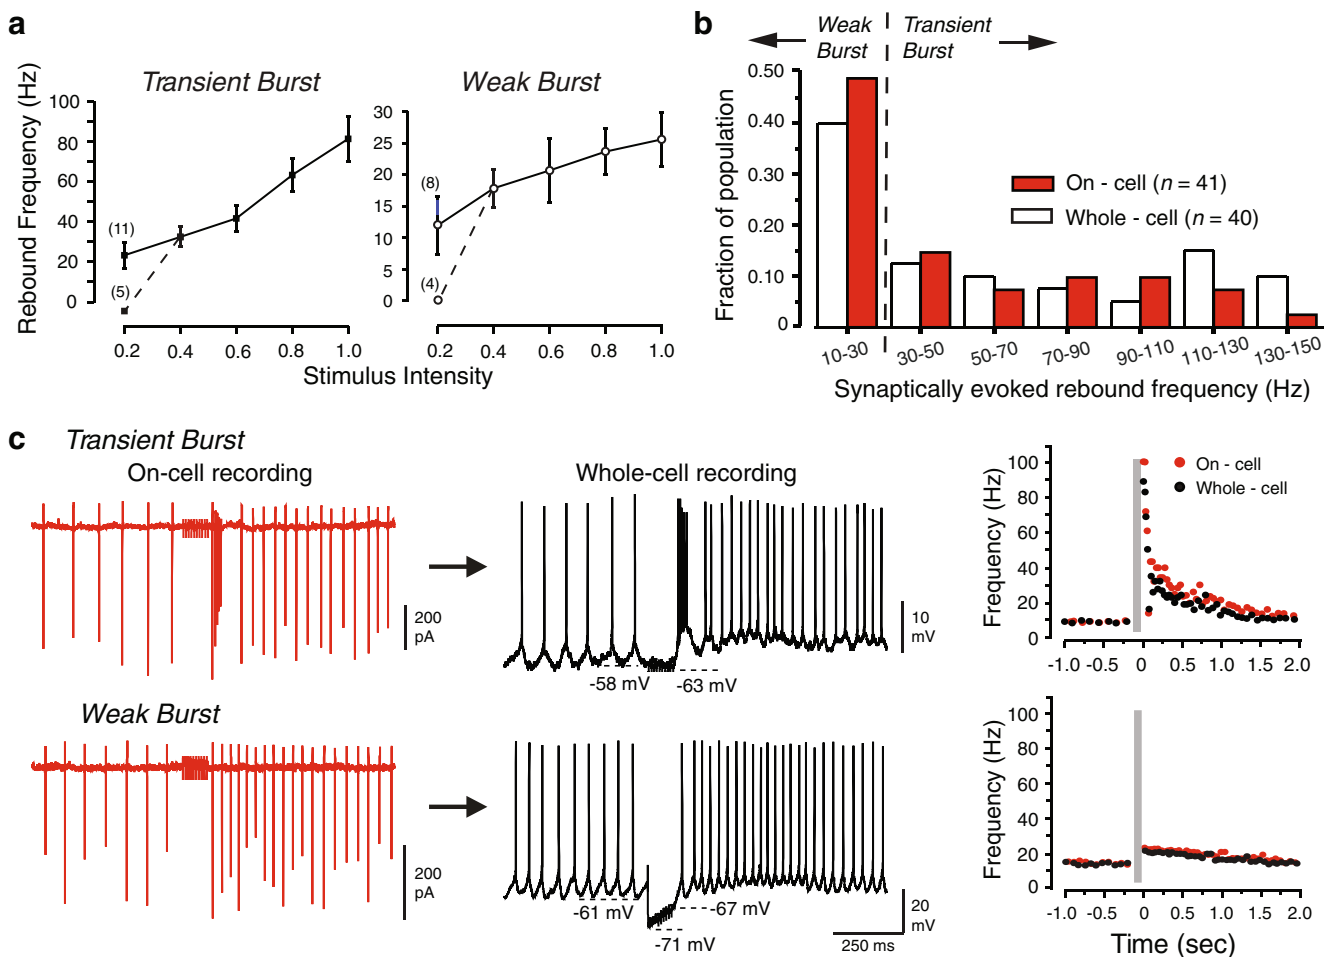 a
Transient Burst
Weak Burst
Rebound Frequency (Hz)
100
80
60
40
20
0
(11)
(5)
0.2 0.4 0.6 0.8 1.0
30
25
20
15
10
5
0
(8)
(4)
0.2 0.4 0.6 0.8 1.0
Stimulus Intensity
b
Weak
Burst
Transient
Burst
Fraction of population
0.50
0.40
0.30
0.20
0.10
0
On - cell (n = 41)
Whole - cell (n = 40)
10-30 30-50 50-70 70-90 90-110 110-130 130-150
Synaptically evoked rebound frequency (Hz)
c
Transient Burst
On-cell recording
Whole-cell recording
200
pA
-58 mV
-63 mV
10
mV
Frequency (Hz)
100
80
60
40
20
0
On - cell
Whole - cell
-1.0 -0.5 0 0.5 1.0 2.0
Weak Burst
200
pA
-61 mV
-67 mV
-71 mV
20
mV
250 ms
Frequency (Hz)
100
80
60
40
20
0
-1.0 -0.5 0 0.5 1.0 2.0
Time (sec)